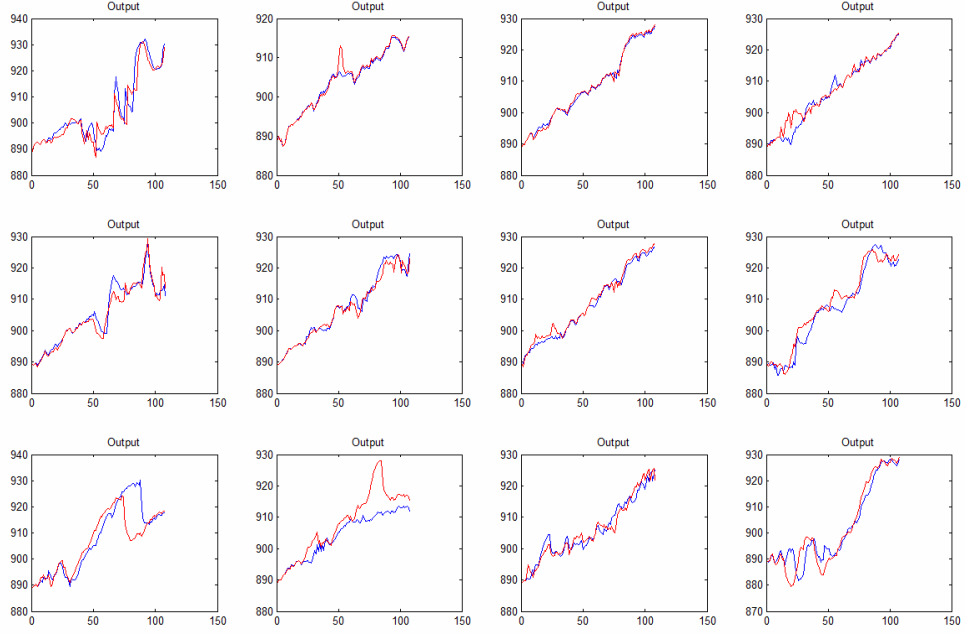 Output Output Output Output
940 920 930 930
930
920 910 920 920
910
900 900 910 910
890 890 900 900
890 890
880 880 880 880
0 50 100 150 0 50 100 150 0 50 100 150 0 50 100 150
Output Output Output Output
930 930 930 930
920 920 920 920
910 910 910 910
900 900 900 900
890 890 890 890
880 880 880 880
0 50 100 150 0 50 100 150 0 50 100 150 0 50 100 150
Output Output Output Output
940 930 930 930
930 920
920 920 920 910
910 910 910 900
900 900 900 890
890 890 890 880
880 880 880 870
0 50 100 150 0 50 100 150 0 50 100 150 0 50 100 150